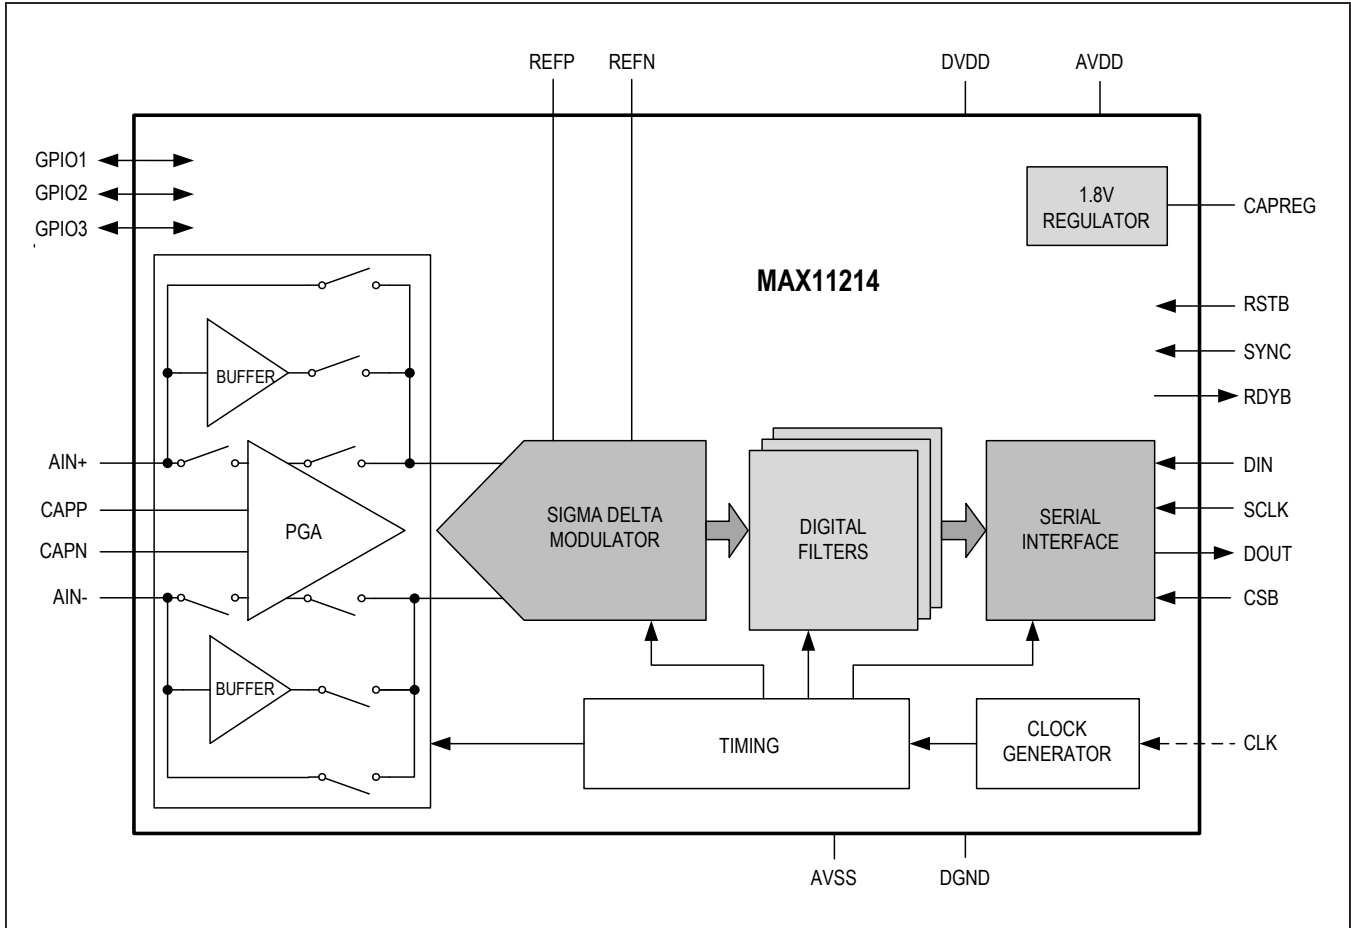 REFP REFN DVDD AVDD
GPIO1
GPIO2
GPIO3
1.8V
REGULATOR
CAPREG
MAX11214
RSTB
SYNC
RDYB
BUFFER
AIN+
CAPP
CAPN
AIN-
PGA
SIGMA DELTA
MODULATOR
DIGITAL
FILTERS
SERIAL
INTERFACE
DIN
SCLK
DOUT
CSB
BUFFER
TIMING
CLOCK
GENERATOR
CLK
AVSS DGND